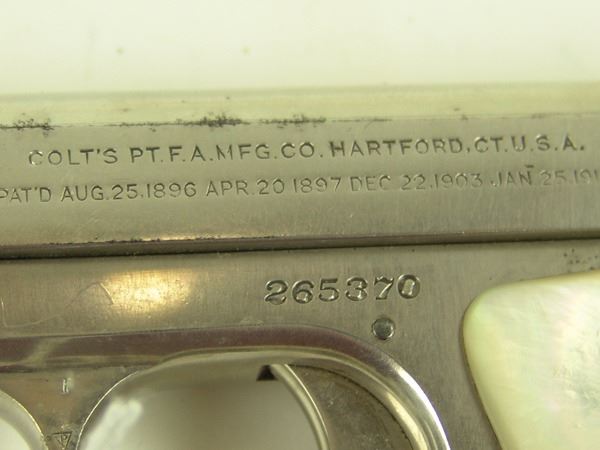 COLT'S PT.F.A.MFG.CO. HARTFORD,CT.U.S.A.
PAT'D AUG.25.1896 APR.20.1897 DEC.22.1903 JAN.25.191
265370